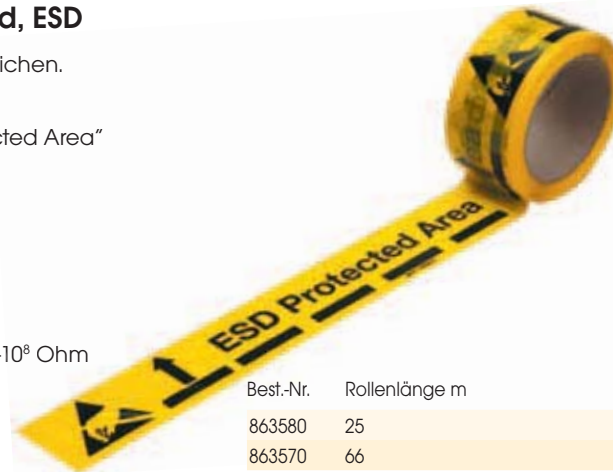 d, ESD
ichen.
cted Area"
10⁸ Ohm
ESD Protected Area
Best.-Nr. Rollenlänge m
863580 25
863570 66